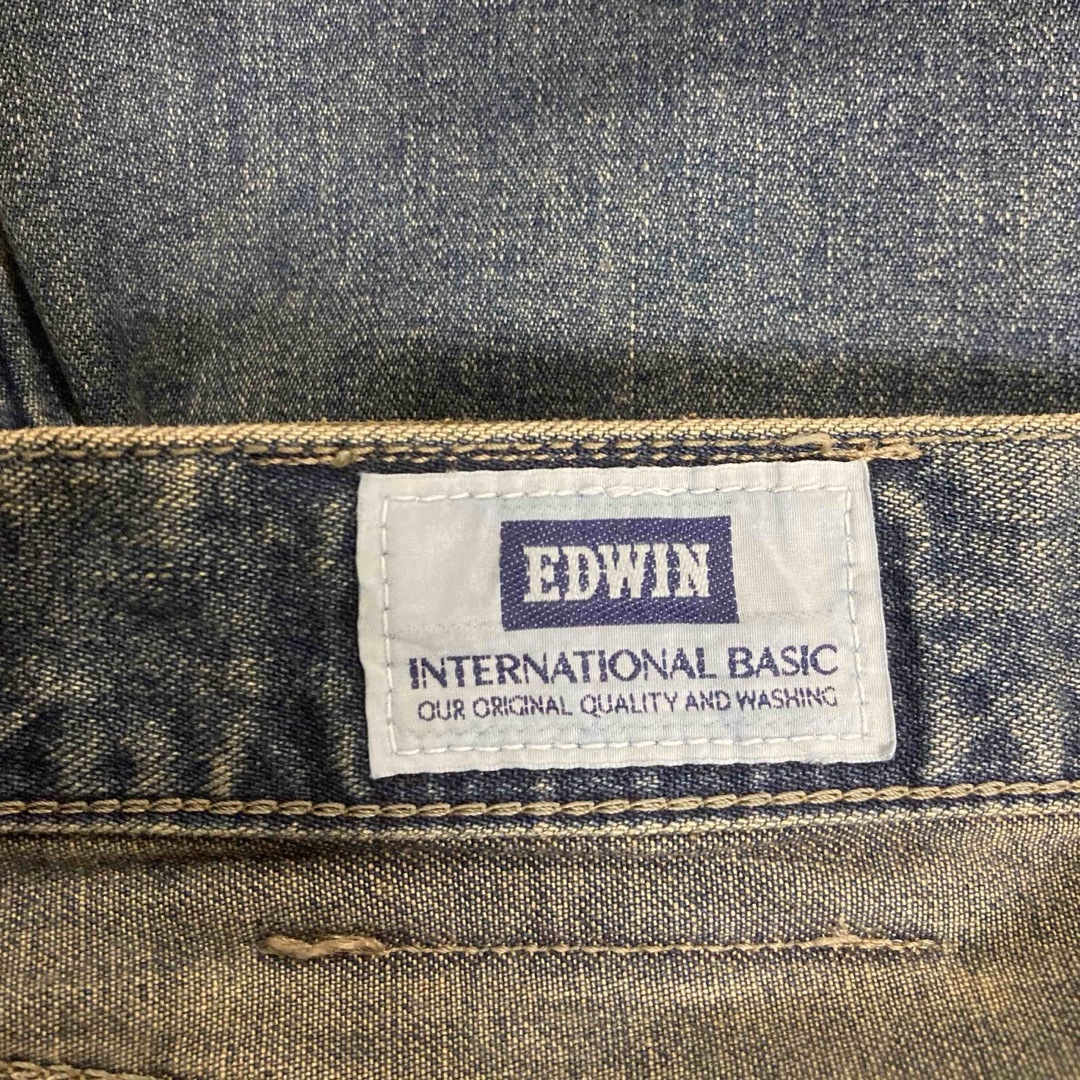 EDWIN
INTERNATIONAL BASIC
OUR ORIGINAL QUALITY AND WASHING